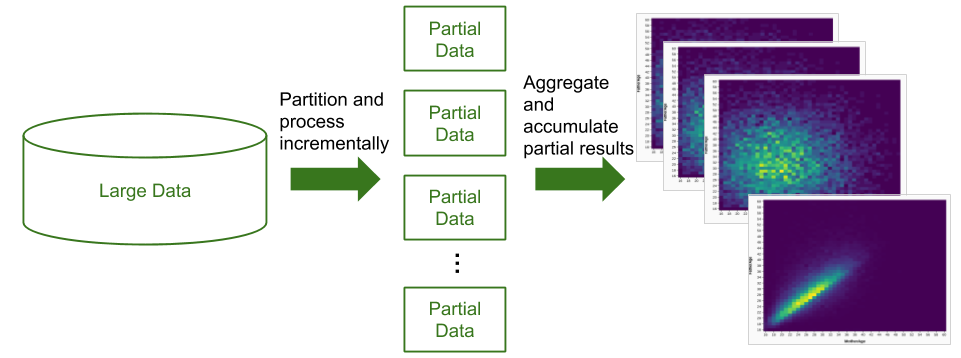 Large Data
Partition and
process
incrementally
Partial
Data
Partial
Data
Partial
Data
⋮
Partial
Data
Aggregate
and
accumulate
partial results